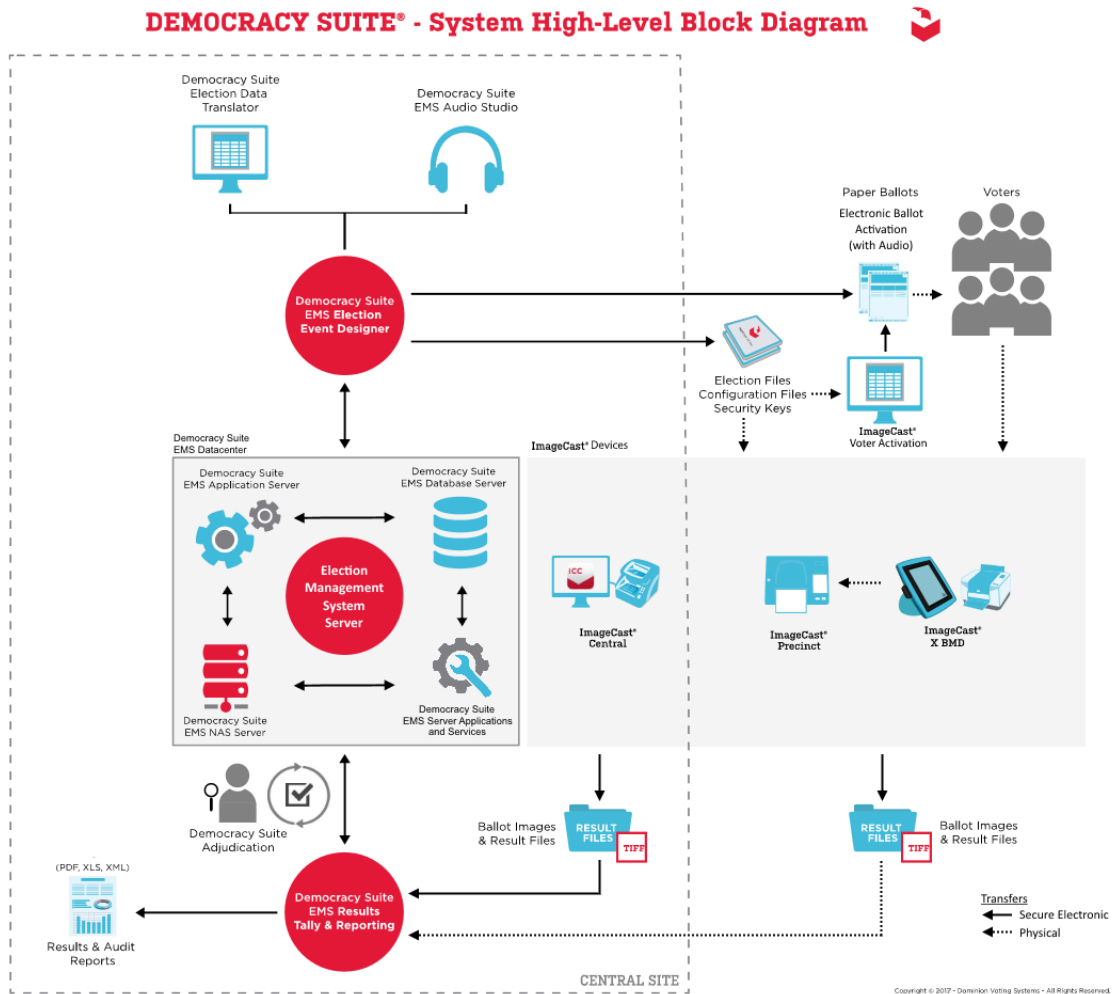 DEMOCRACY SUITE® - System High-Level Block Diagram
Democracy Suite
Election Data
Translator
Democracy Suite
EMS Audio Studio
Paper Ballots
Electronic Ballot
Activation
(with Audio)
Voters
Democracy Suite
EMS Election
Event Designer
Election Files
Configuration Files
Security Keys
ImageCast®
Voter Activation
Democracy Suite
EMS Datacenter
ImageCast® Devices
Democracy Suite
EMS Application Server
Democracy Suite
EMS Database Server
Election
Management
System
Server
ICC
ImageCast®
Central
ImageCast®
Precinct
ImageCast®
X BMD
Democracy Suite
EMS NAS Server
Democracy Suite
EMS Server Applications
and Services
Democracy Suite
Adjudication
Ballot Images
& Result Files
RESULT
FILES
TIFF
RESULT
FILES
TIFF
Ballot Images
& Result Files
(PDF, XLS, XML)
Results & Audit
Reports
Democracy Suite
EMS Results
Tally & Reporting
Transfers
Secure Electronic
Physical
CENTRAL SITE
Copyright © 2017 - Dominion Voting Systems - All Rights Reserved.